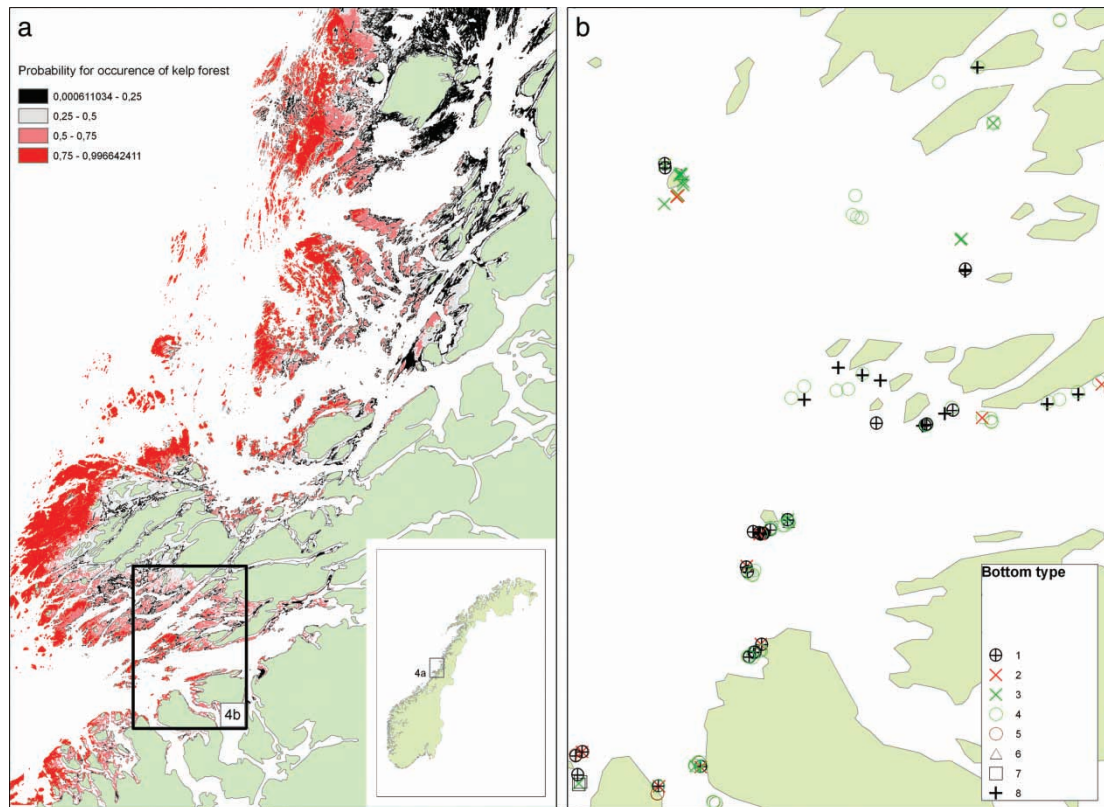 a
Probability for occurence of kelp forest
0,000611034 - 0,25
0,25 - 0,5
0,5 - 0,75
0,75 - 0,996642411
4b
4a
b
Bottom type
1
2
3
4
5
6
7
8